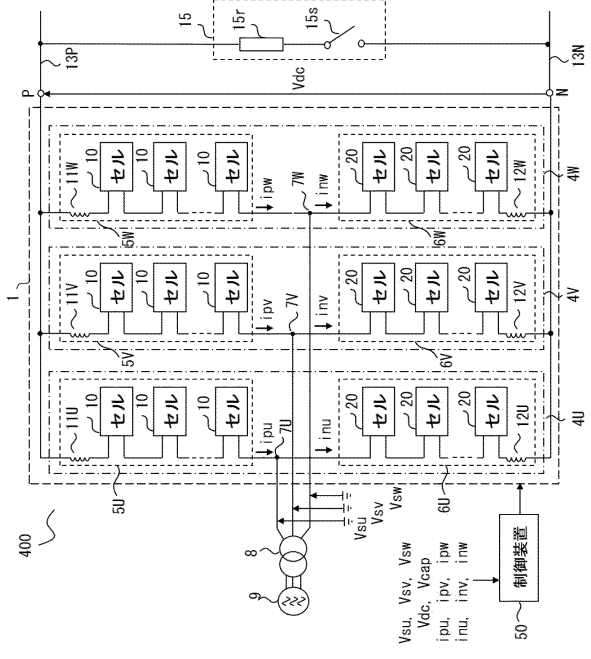 15
15r
15s
13P
Vdc
13N
P
N
1
11W
10
10
10
セル
セル
セル
ipw
7W
inw
20
20
20
セル
セル
セル
12W
5W
6W
4W
11V
10
10
10
セル
セル
セル
ipv
7V
inv
20
20
20
セル
セル
セル
12V
5V
6V
4V
11U
10
10
10
セル
セル
セル
ipu
7U
inu
20
20
20
セル
セル
セル
12U
5U
6U
4U
400
Vsu
Vsv
Vsw
8
9
Vsu, Vsv, Vsw
Vdc, Vcap
ipu, ipv, ipw
inu, inv, inw
制御装置
50